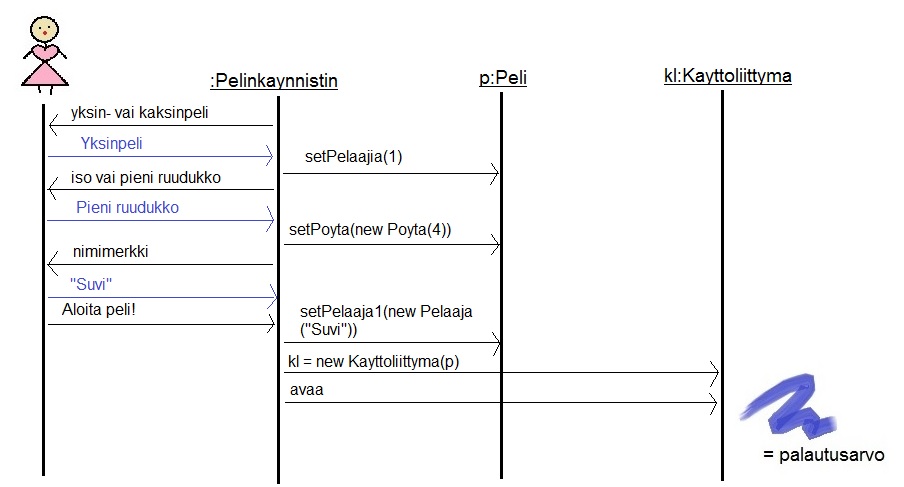 :Pelinkaynnistin
p:Peli
kl:Kayttoliittyma
yksin- vai kaksinpeli
Yksinpeli
setPelaajia(1)
iso vai pieni ruudukko
Pieni ruudukko
setPoyta(new Poyta(4))
nimimerkki
"Suvi"
Aloita peli!
setPelaaja1(new Pelaaja
("Suvi"))
kl = new Kayttoliittyma(p)
avaa
= palautusarvo